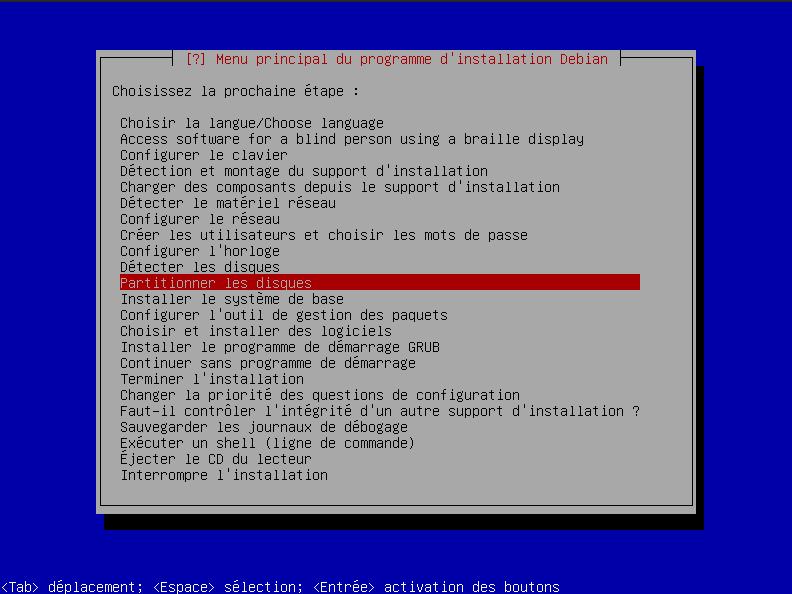 [?] Menu principal du programme d'installation Debian
Choisissez la prochaine étape :
Choisir la langue/Choose language
Access software for a blind person using a braille display
Configurer le clavier
Détection et montage du support d'installation
Charger des composants depuis le support d'installation
Détecter le matériel réseau
Configurer le réseau
Créer les utilisateurs et choisir les mots de passe
Configurer l'horloge
Détecter les disques
Partitionner les disques
Installer le système de base
Configurer l'outil de gestion des paquets
Choisir et installer des logiciels
Installer le programme de démarrage GRUB
Continuer sans programme de démarrage
Terminer l'installation
Changer la priorité des questions de configuration
Faut-il contrôler l'intégrité d'un autre support d'installation ?
Sauvegarder les journaux de débogage
Exécuter un shell (ligne de commande)
Éjecter le CD du lecteur
Interrompre l'installation
<Tab> déplacement; <Espace> sélection; <Entrée> activation des boutons